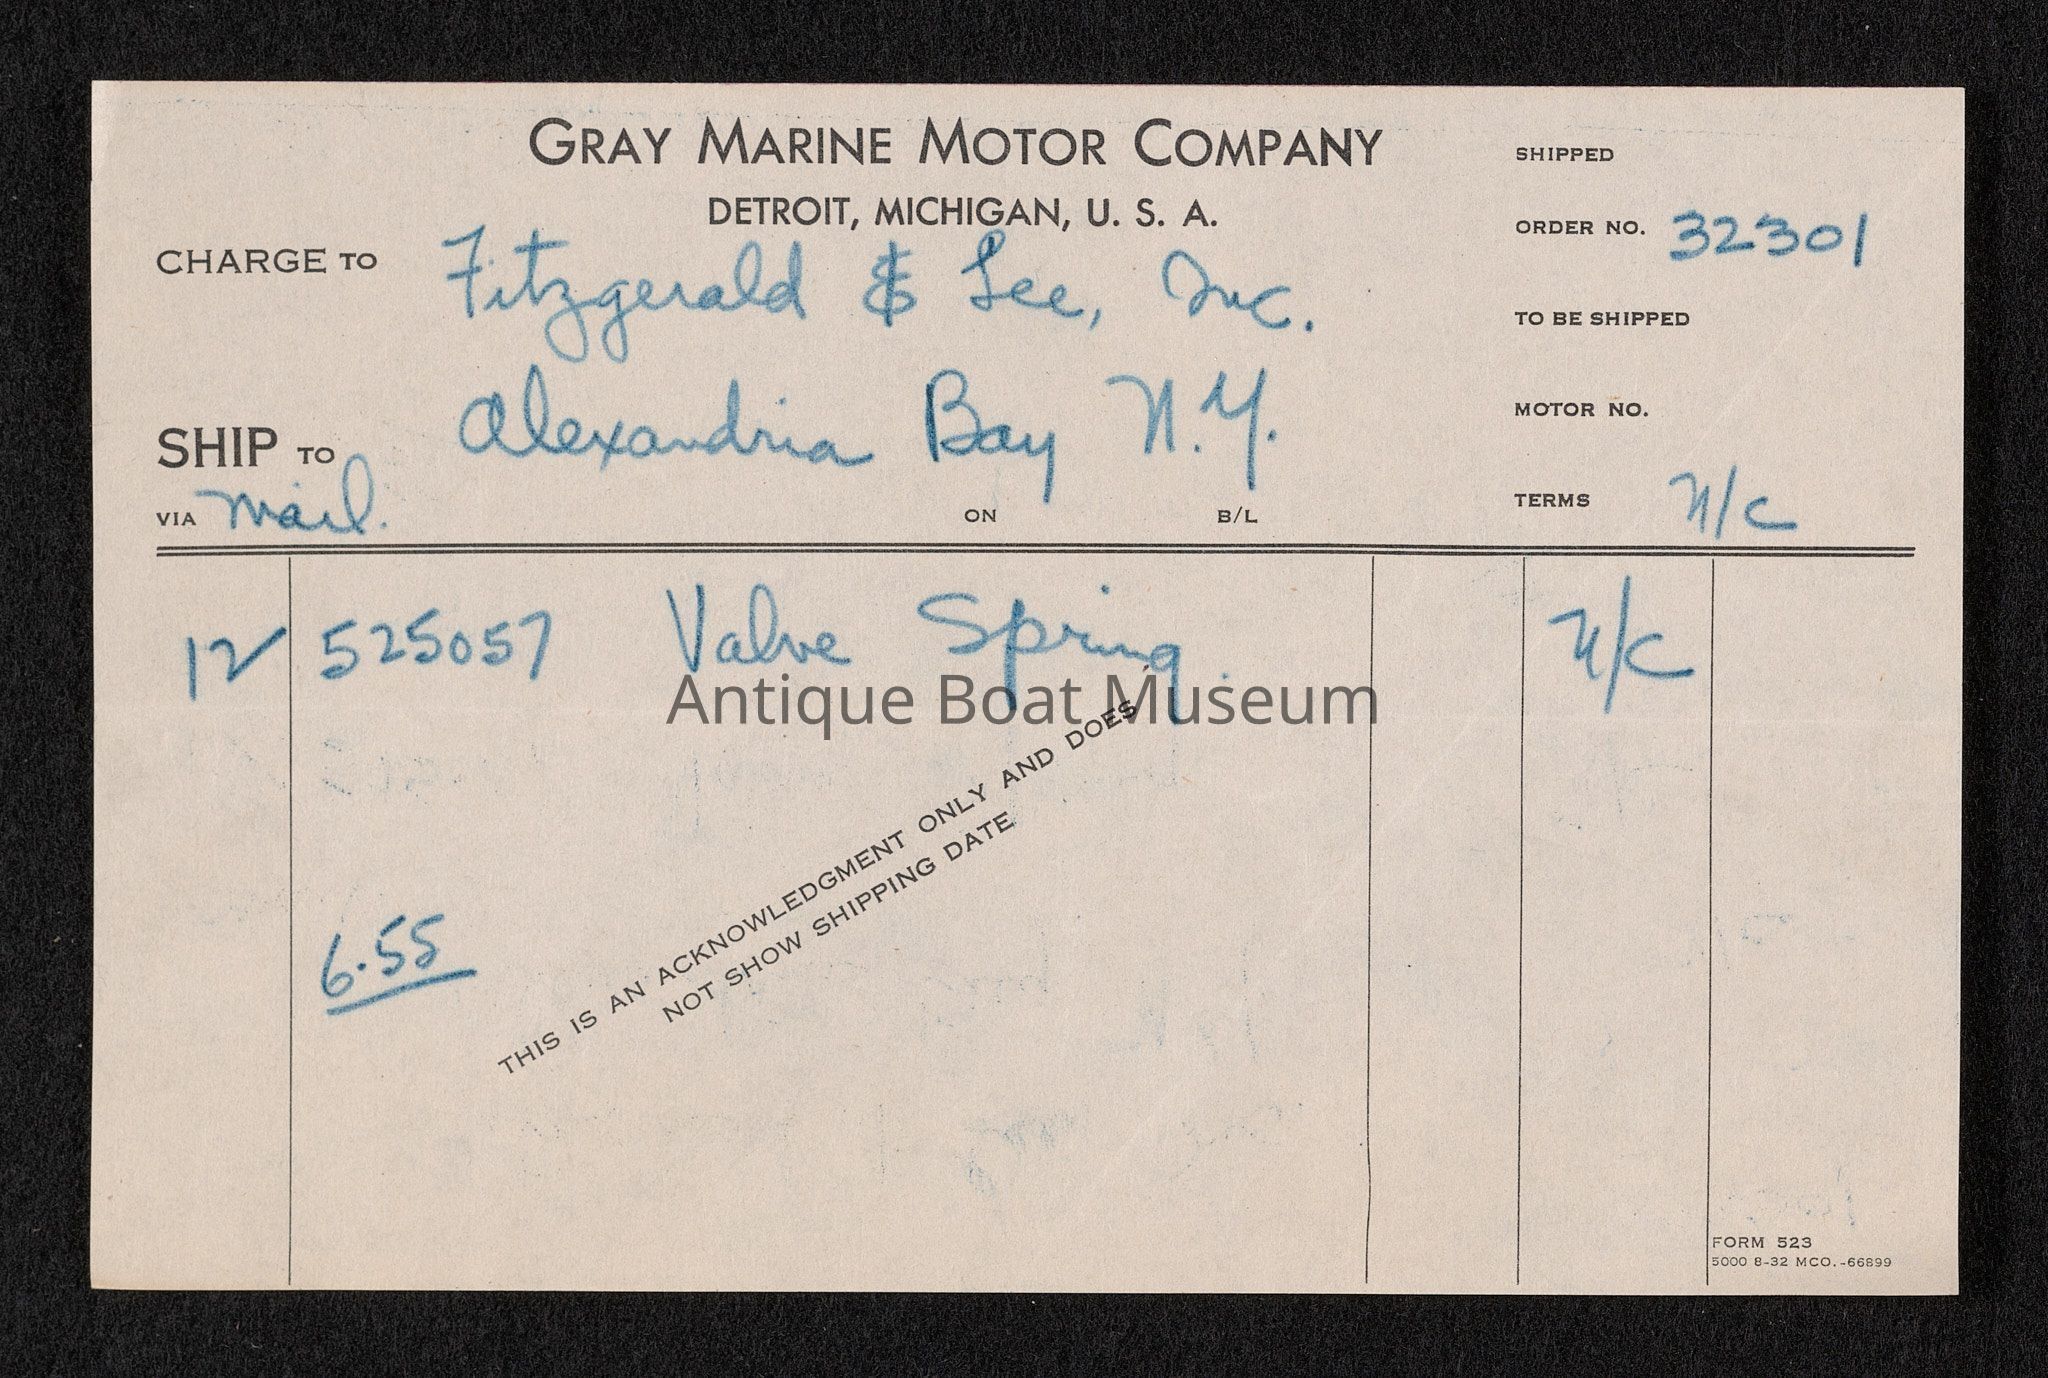 GRAY MARINE MOTOR COMPANY
DETROIT, MICHIGAN, U. S. A.
SHIPPED
ORDER NO. 32301
CHARGE TO Fitzgerald & Lee, Inc.
TO BE SHIPPED
Alexandria Bay N.Y.
MOTOR NO.
SHIP TO
VIA Mail. ON B/L
TERMS N/C
12 525057 Valve Spring. N/C
Antique Boat Museum
THIS IS AN ACKNOWLEDGMENT ONLY AND DOES
NOT SHOW SHIPPING DATE
6.55
FORM 523
5000 8-32 MCO.-66899